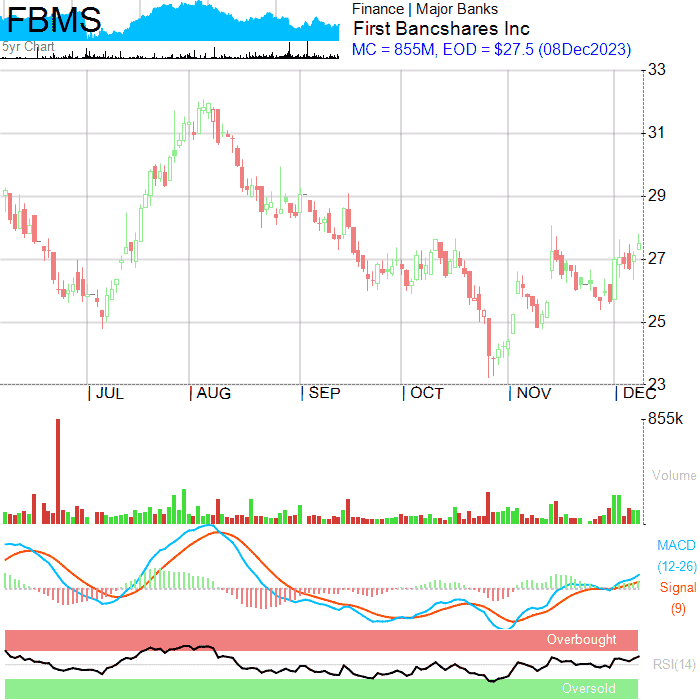 FBMS
5yr Chart
Finance | Major Banks
First Bancshares Inc
MC = 855M, EOD = $27.5 (08Dec2023)
33
31
29
27
25
23
| JUL | AUG | SEP | OCT | NOV | DEC
855k
Volume
MACD
(12-26)
Signal
(9)
Overbought
RSI(14)
Oversold